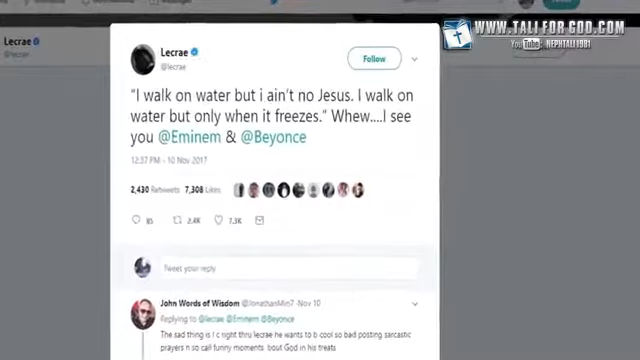 WWW.TALIFORGOD.COM
YouTube: NEPHTALI1981
Lecrae
Lecrae
@lecrae
Follow
"I walk on water but i ain't no Jesus. I walk on
water but only when it freezes." Whew....I see
you @Eminem & @Beyonce
12:37 PM - 10 Nov 2017
2,430 Retweets 7,308 Likes
85 2.4K 7.3K
Tweet your reply
John Words of Wisdom @JonathanMin7 · Nov 10
Replying to @lecrae @Eminem @Beyonce
The sad thing is I c right thru lecrae he wants to b cool so bad posting sarcastic
prayers n so call funny moments bout God in his treats